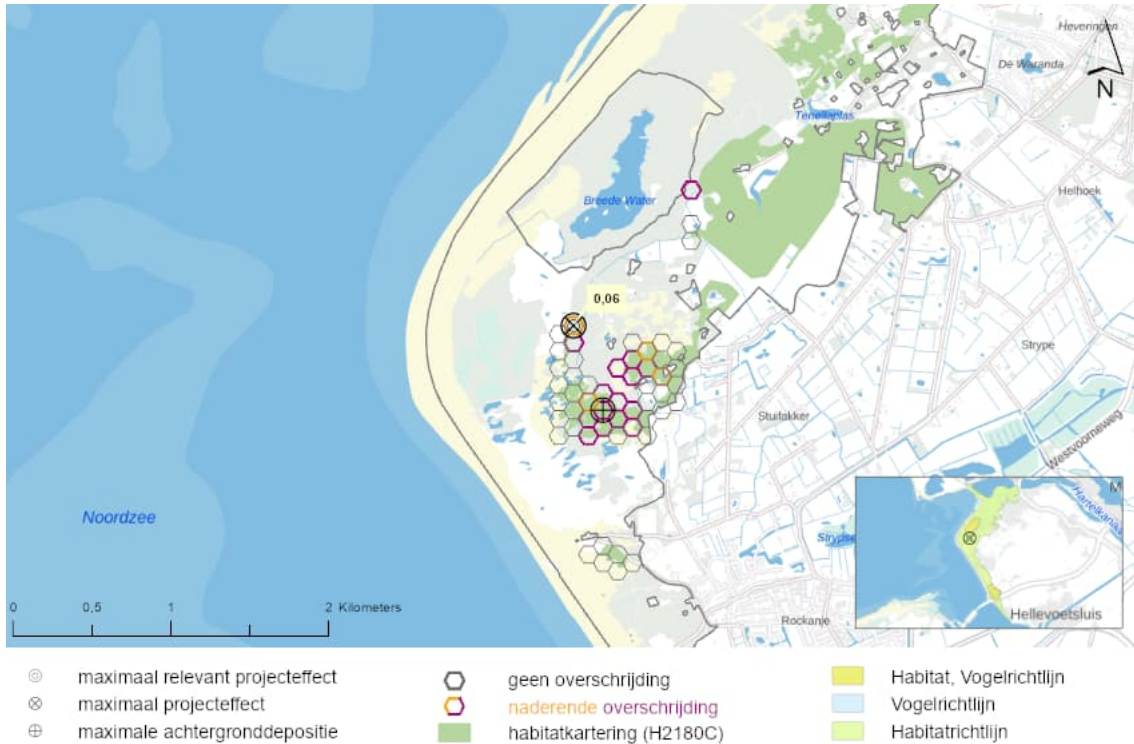 Heveringen
De Waranda
N
Tenellaplas
Helhoek
Breede Water
0,06
Strype
Stuifakker
Westvoorneweg
Noordzee
M
Hartelkanaal
Strypse
0 0,5 1 2 Kilometers
Rockanje
Hellevoetsluis
maximaal relevant projecteffect
maximaal projecteffect
maximale achtergronddepositie
geen overschrijding
naderende overschrijding
habitatkartering (H2180C)
Habitat, Vogelrichtlijn
Vogelrichtlijn
Habitatrichtlijn